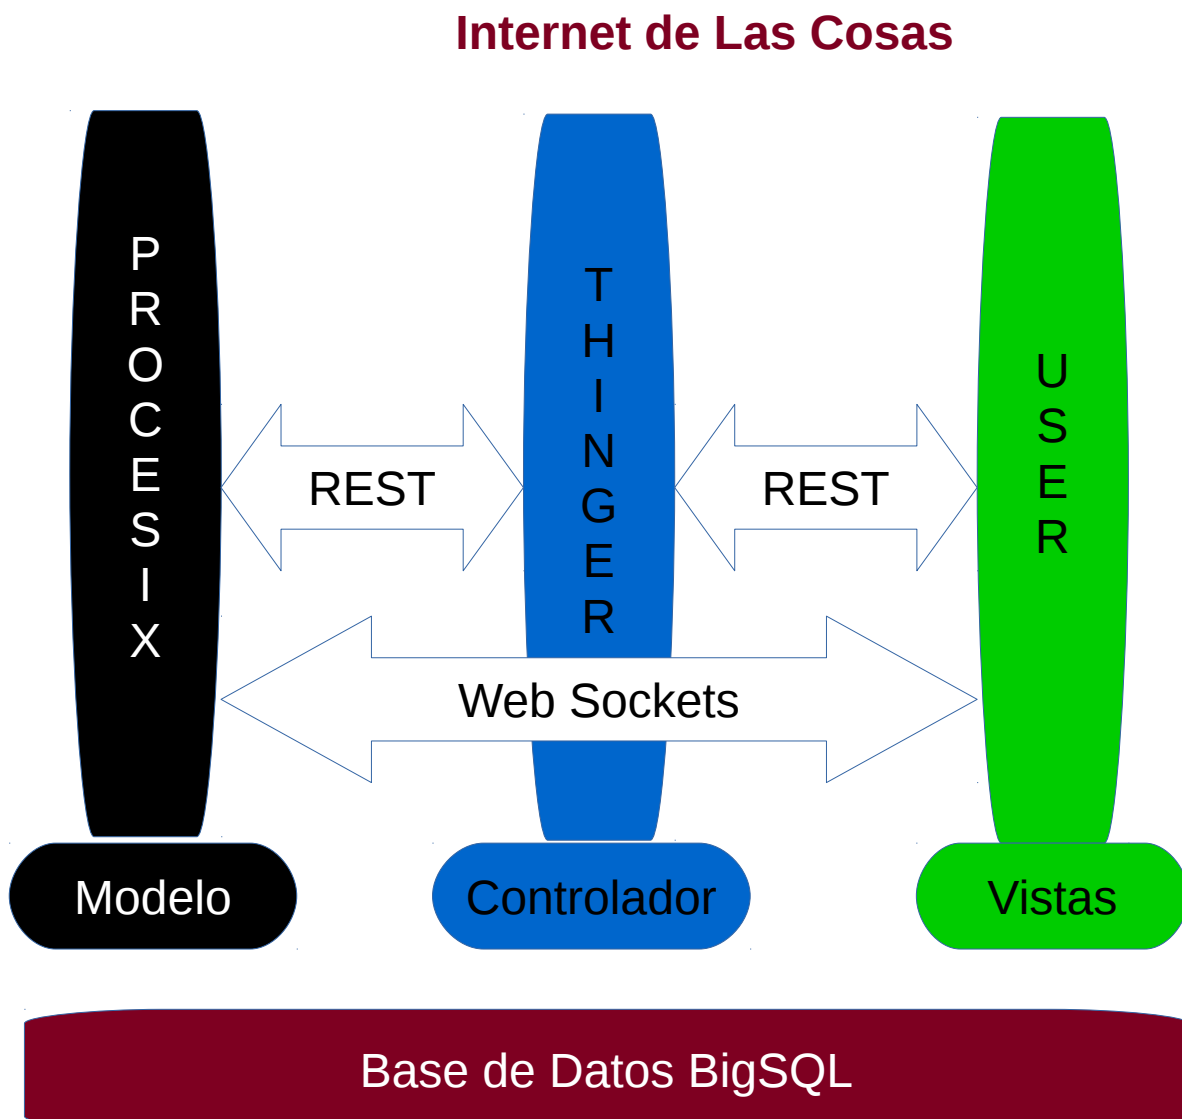 Internet de Las Cosas
PROCESIX
THINGER
USER
REST
REST
Web Sockets
Modelo
Controlador
Vistas
Base de Datos BigSQL